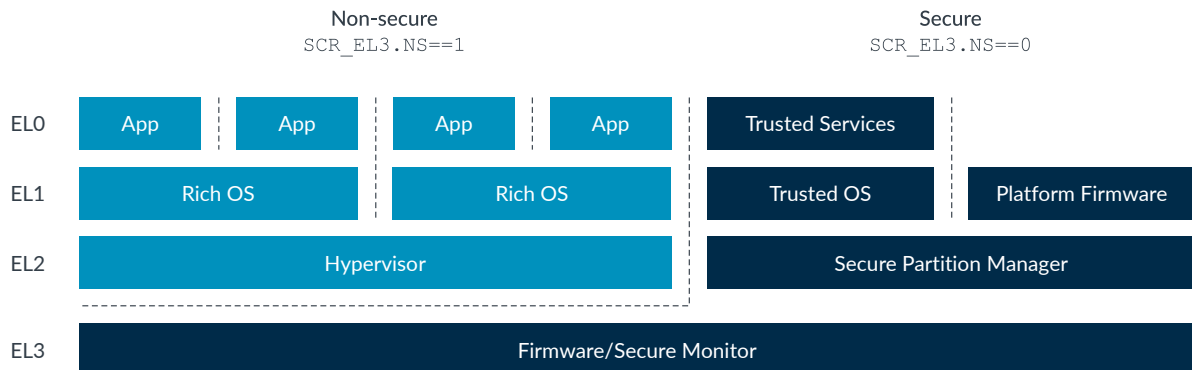 Non-secure
SCR_EL3.NS==1
Secure
SCR_EL3.NS==0
EL0
App
App
App
App
Trusted Services
EL1
Rich OS
Rich OS
Trusted OS
Platform Firmware
EL2
Hypervisor
Secure Partition Manager
EL3
Firmware/Secure Monitor